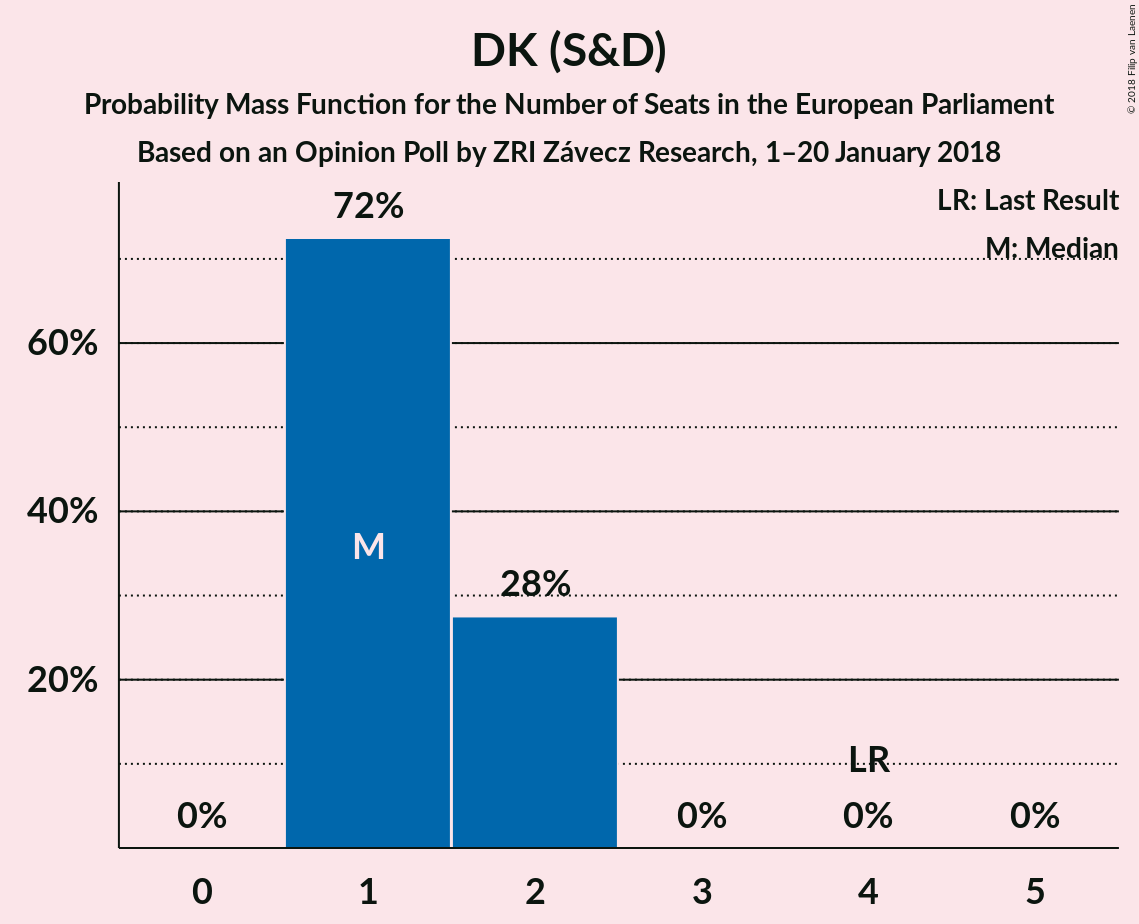 DK (S&D)
Probability Mass Function for the Number of Seats in the European Parliament
Based on an Opinion Poll by ZRI Závecz Research, 1–20 January 2018
© 2018 Filip van Laenen
LR: Last Result
M: Median
72%
60%
40%
M
28%
20%
LR
0%
0%
0%
0%
0 1 2 3 4 5